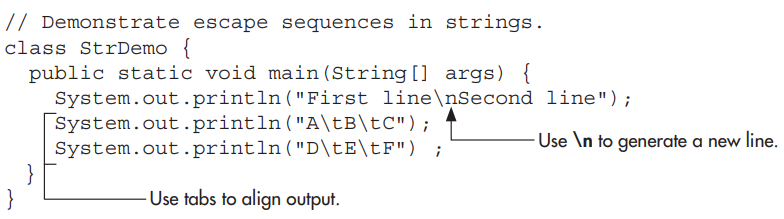 // Demonstrate escape sequences in strings.
class StrDemo {
  public static void main(String[] args) {
    System.out.println("First line\nSecond line");
    System.out.println("A\tB\tC");
    System.out.println("D\tE\tF") ;
Use \n to generate a new line.
  }
}
Use tabs to align output.